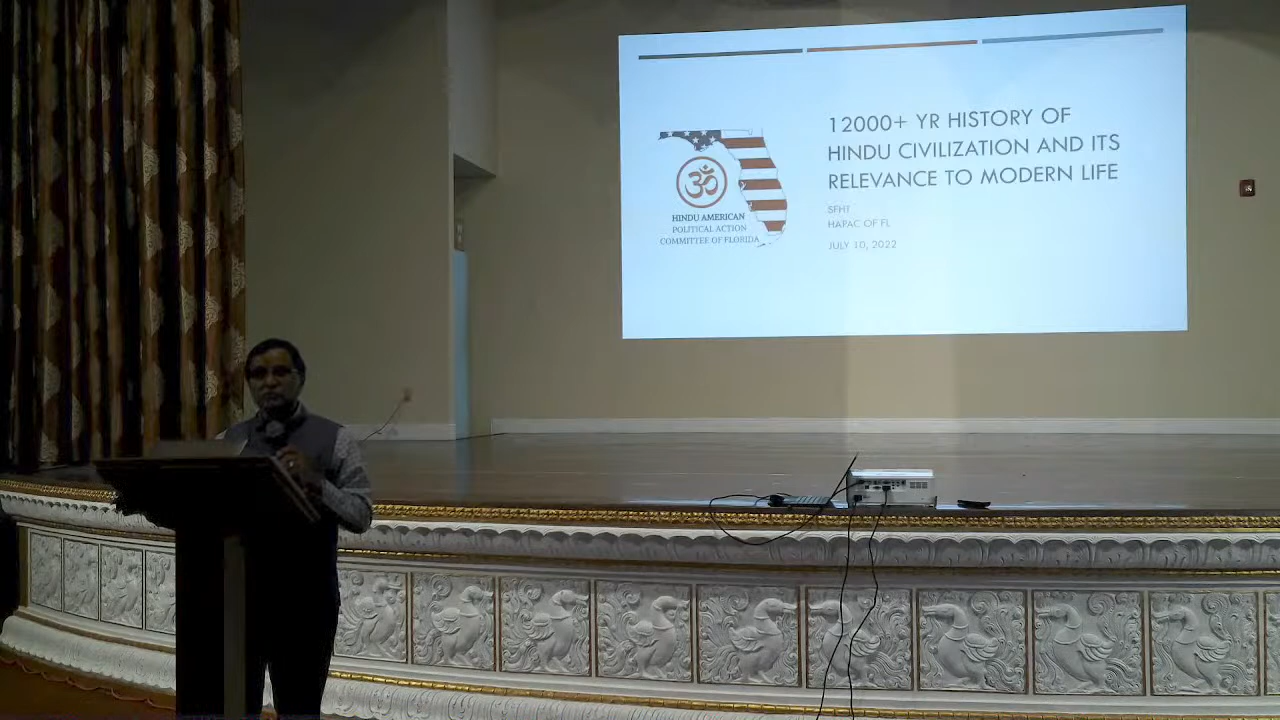 12000+ YR HISTORY OF
HINDU CIVILIZATION AND ITS
RELEVANCE TO MODERN LIFE
SFHT
HAPAC OF FL
JULY 10, 2022
ॐ
HINDU AMERICAN
POLITICAL ACTION
COMMITTEE OF FLORIDA